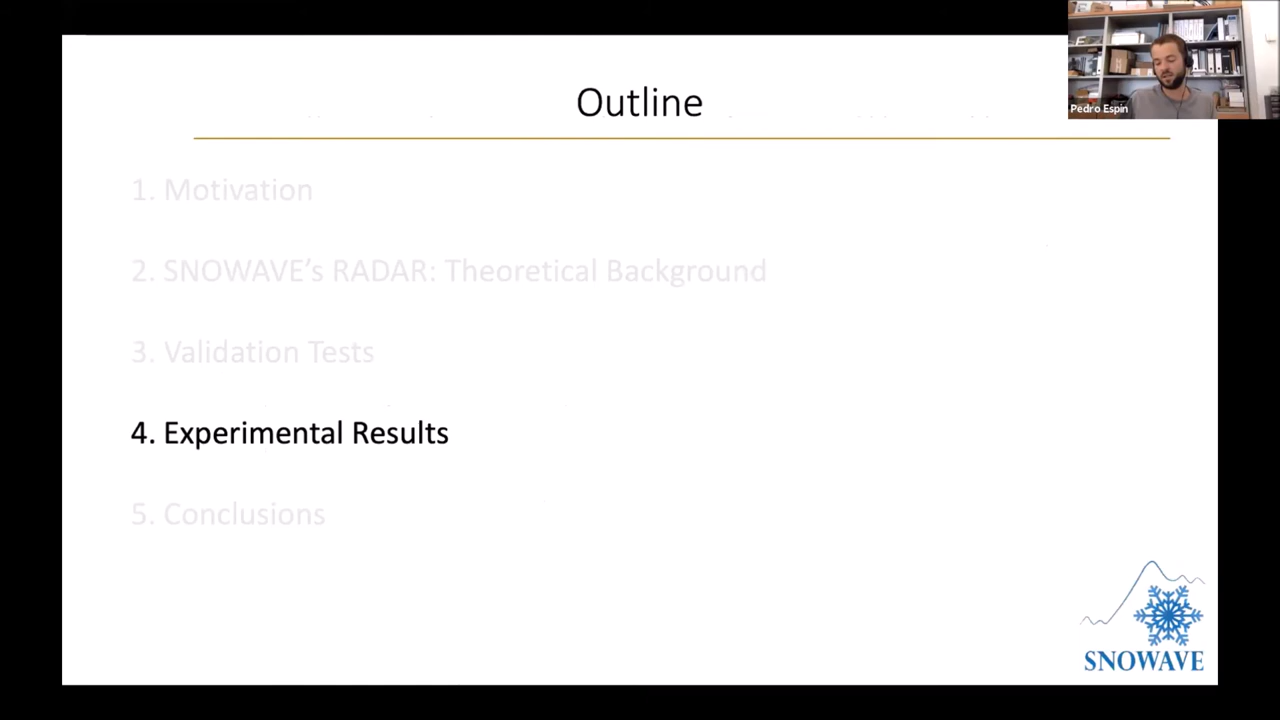 Outline
Pedro Espin
1. Motivation
2. SNOWAVE’s RADAR: Theoretical Background
3. Validation Tests
4. Experimental Results
5. Conclusions
SNOWAVE